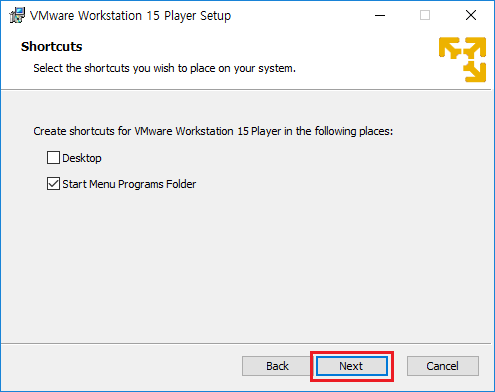 VMware Workstation 15 Player Setup
Shortcuts
Select the shortcuts you wish to place on your system.
Create shortcuts for VMware Workstation 15 Player in the following places:
Desktop
Start Menu Programs Folder
Back Next Cancel